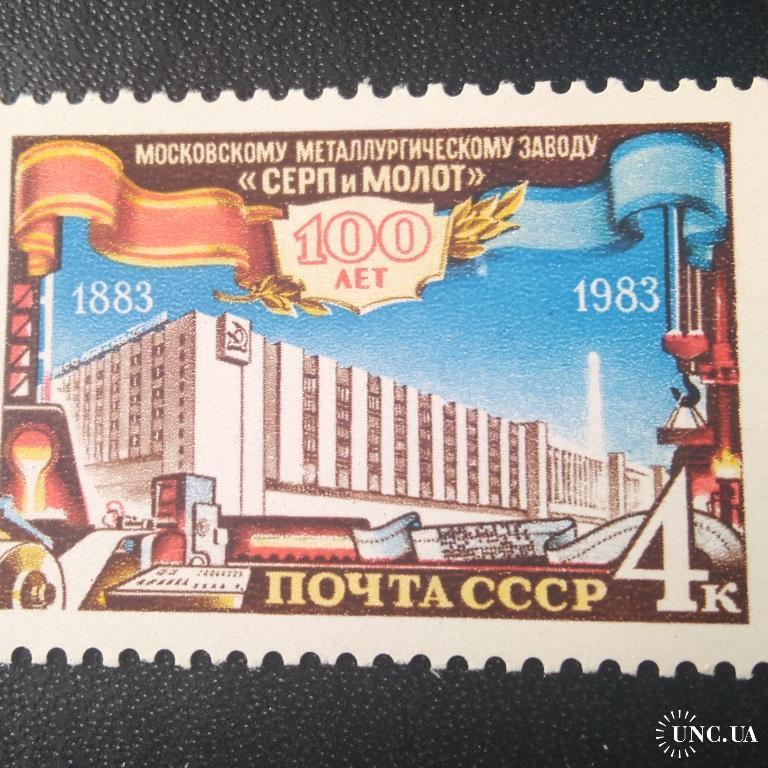 МОСКОВСКОМУ МЕТАЛЛУРГИЧЕСКОМУ ЗАВОДУ
«СЕРП и МОЛОТ»
100
ЛЕТ
1883
1983
ПОЧТА СССР 4к
UNC.UA